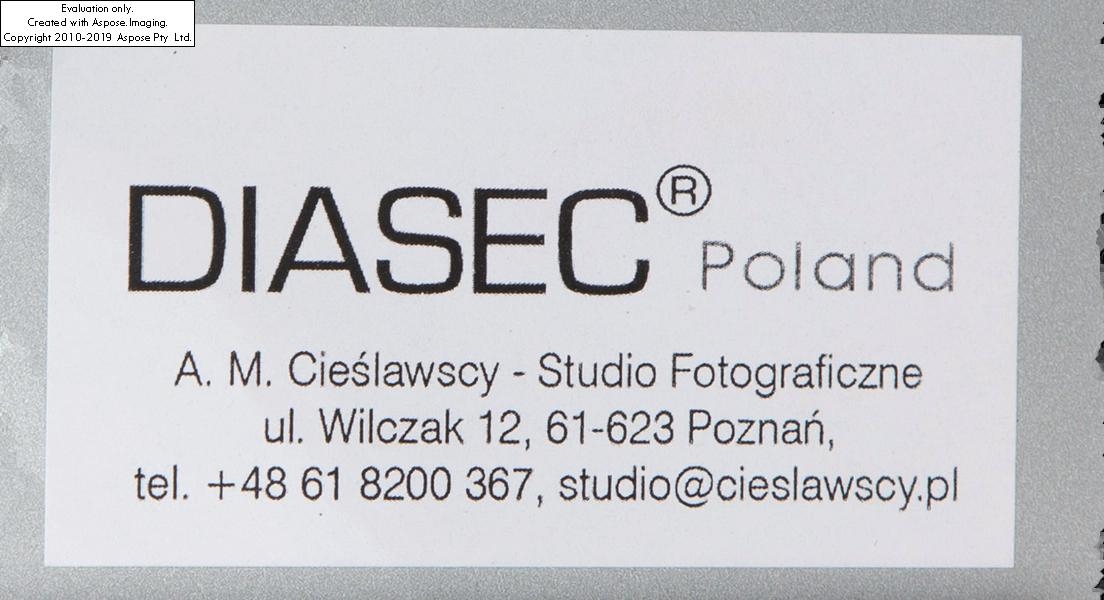 Evaluation only.
Created with Aspose.Imaging.
Copyright 2010-2019 Aspose Pty Ltd.
DIASEC® Poland
A. M. Cieślawscy - Studio Fotograficzne
ul. Wilczak 12, 61-623 Poznań,
tel. +48 61 8200 367, studio@cieslawscy.pl